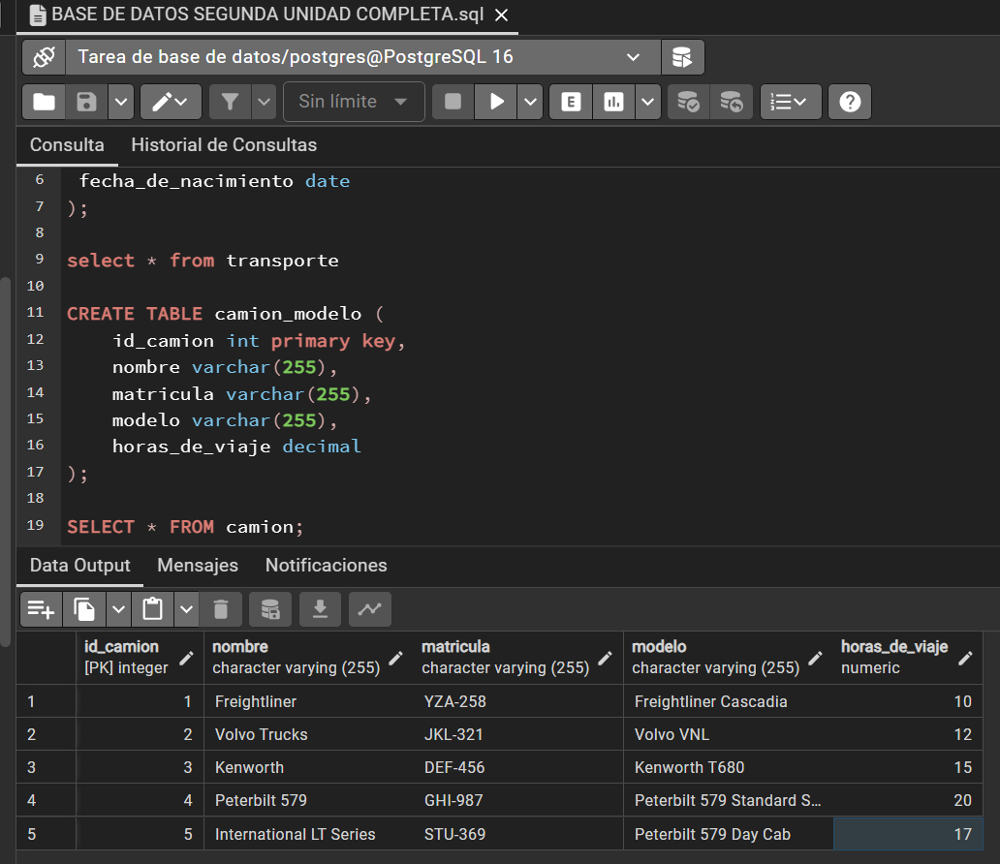 BASE DE DATOS SEGUNDA UNIDAD COMPLETA.sql
Tarea de base de datos/postgres@PostgreSQL 16
Sin límite
E
Consulta Historial de Consultas
6 fecha_de_nacimiento date
7 );
8
9 select * from transporte
10
11 CREATE TABLE camion_modelo (
12 id_camion int primary key,
13 nombre varchar(255),
14 matricula varchar(255),
15 modelo varchar(255),
16 horas_de_viaje decimal
17 );
18
19 SELECT * FROM camion;
Data Output Mensajes Notificaciones
id_camion nombre matricula modelo horas_de_viaje
[PK] integer character varying (255) character varying (255) character varying (255) numeric
1 1 Freightliner YZA-258 Freightliner Cascadia 10
2 2 Volvo Trucks JKL-321 Volvo VNL 12
3 3 Kenworth DEF-456 Kenworth T680 15
4 4 Peterbilt 579 GHI-987 Peterbilt 579 Standard S... 20
5 5 International LT Series STU-369 Peterbilt 579 Day Cab 17